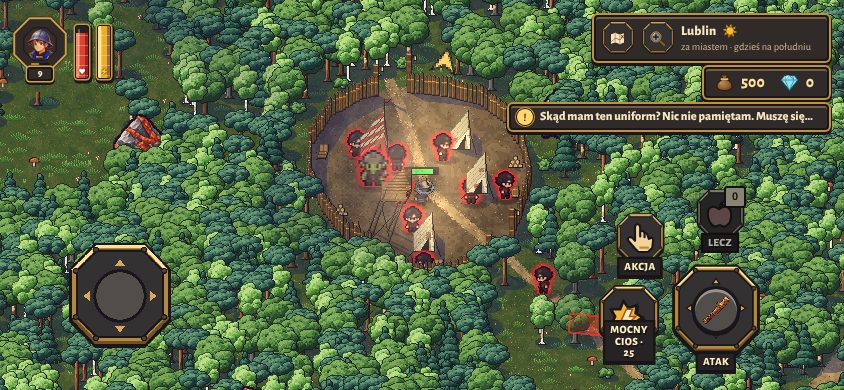 Lublin
za miastem · gdzieś na południu
500
0
Skąd mam ten uniform? Nic nie pamiętam. Muszę się...
9
0
LECZ
AKCJA
MOCNY
CIOS ·
25
ATAK